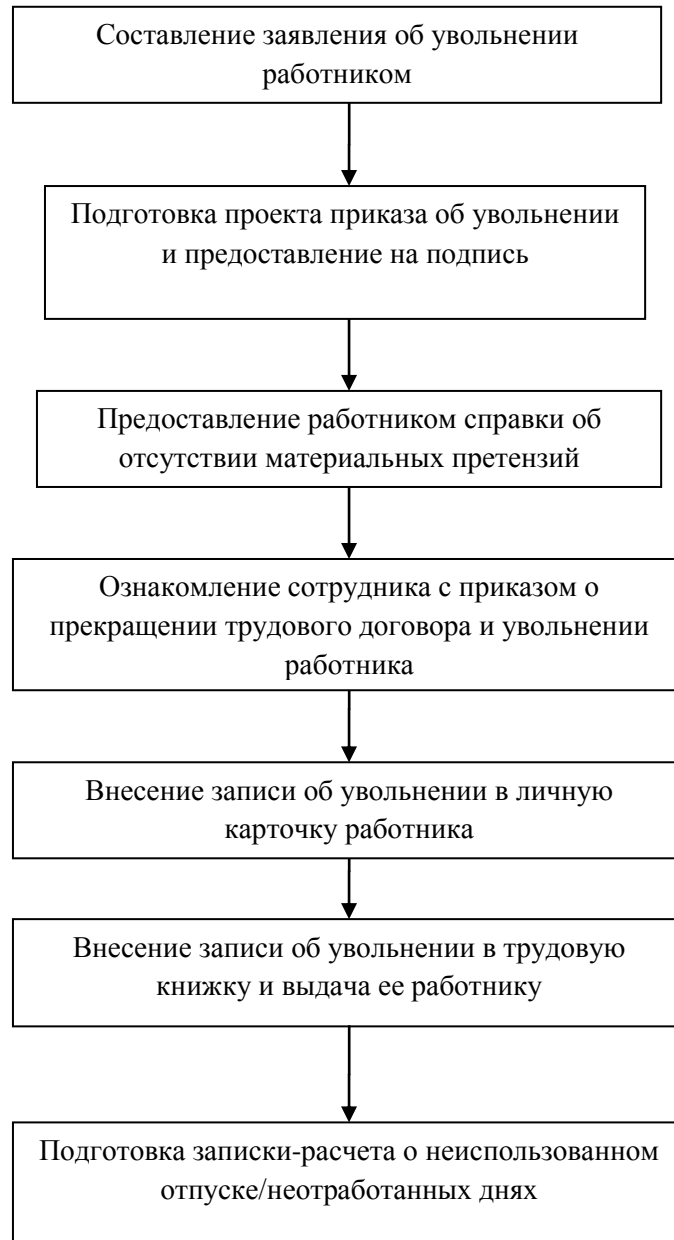 Составление заявления об увольнении
работником
Подготовка проекта приказа об увольнении
и предоставление на подпись
Предоставление работником справки об
отсутствии материальных претензий
Ознакомление сотрудника с приказом о
прекращении трудового договора и увольнении
работника
Внесение записи об увольнении в личную
карточку работника
Внесение записи об увольнении в трудовую
книжку и выдача ее работнику
Подготовка записки-расчета о неиспользованном
отпуске/неотработанных днях